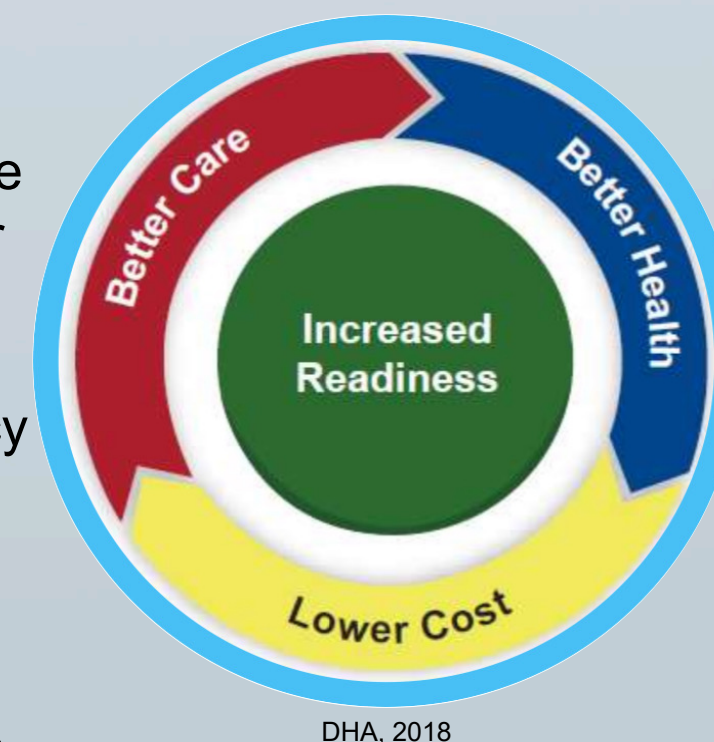 Better Care
Better Health
Increased
Readiness
Lower Cost
DHA, 2018